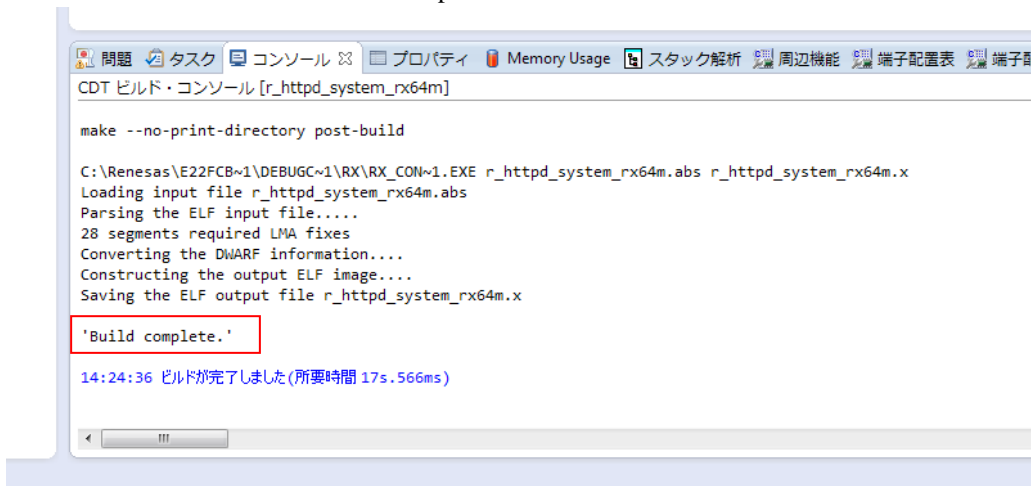 問題 タスク コンソール プロパティ Memory Usage スタック解析 周辺機能 端子配置表 端子配
CDT ビルド・コンソール [r_httpd_system_rx64m]
make --no-print-directory post-build
C:\Renesas\E22FCB~1\DEBUGC~1\RX\RX_CON~1.EXE r_httpd_system_rx64m.abs r_httpd_system_rx64m.x
Loading input file r_httpd_system_rx64m.abs
Parsing the ELF input file.....
28 segments required LMA fixes
Converting the DWARF information....
Constructing the output ELF image....
Saving the ELF output file r_httpd_system_rx64m.x
'Build complete.'
14:24:36 ビルドが完了しました(所要時間 17s.566ms)